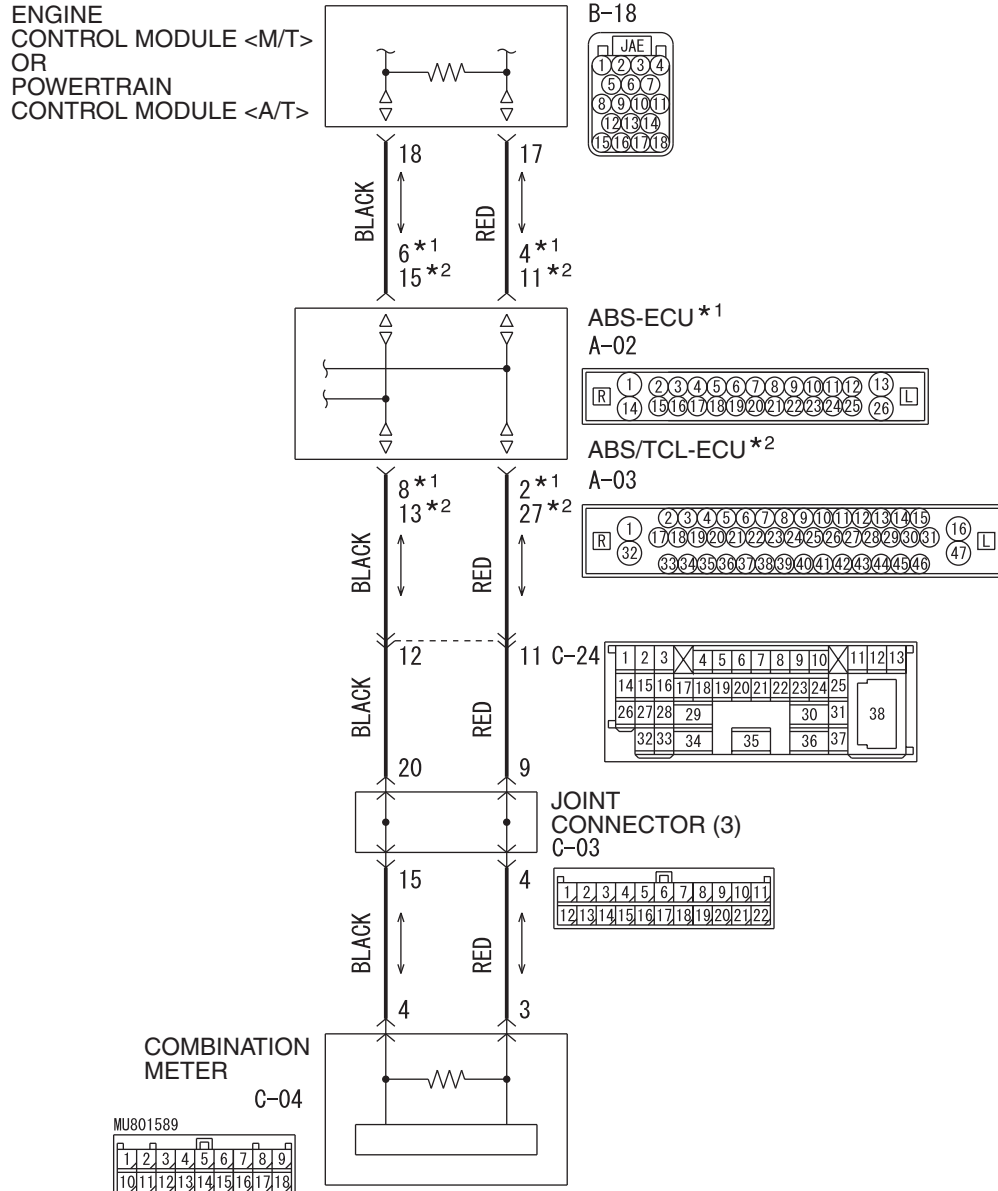 ENGINE
CONTROL MODULE <M/T>
OR
POWERTRAIN
CONTROL MODULE <A/T>
B-18
JAE
1 2 3 4
5 6 7
8 9 10 11
12 13 14
15 16 17 18
18 17
BLACK RED
6*1 4*1
15*2 11*2
ABS-ECU*1
A-02
R 1 2 3 4 5 6 7 8 9 10 11 12 13 L
14 15 16 17 18 19 20 21 22 23 24 25 26
ABS/TCL-ECU*2
A-03
8*1 2*1
13*2 27*2
R 1 2 3 4 5 6 7 8 9 10 11 12 13 14 15 16 L
17 18 19 20 21 22 23 24 25 26 27 28 29 30 31
32 33 34 35 36 37 38 39 40 41 42 43 44 45 46 47
BLACK RED
12 11 C-24
1 2 3 4 5 6 7 8 9 10 11 12 13
14 15 16 17 18 19 20 21 22 23 24 25
26 27 28 29 30 31 38
32 33 34 35 36 37
BLACK RED
20 9
JOINT
CONNECTOR (3)
C-03
1 2 3 4 5 6 7 8 9 10 11
12 13 14 15 16 17 18 19 20 21 22
15 4
BLACK RED
4 3
COMBINATION
METER
C-04
MU801589
1 2 3 4 5 6 7 8 9
10 11 12 13 14 15 16 17 18